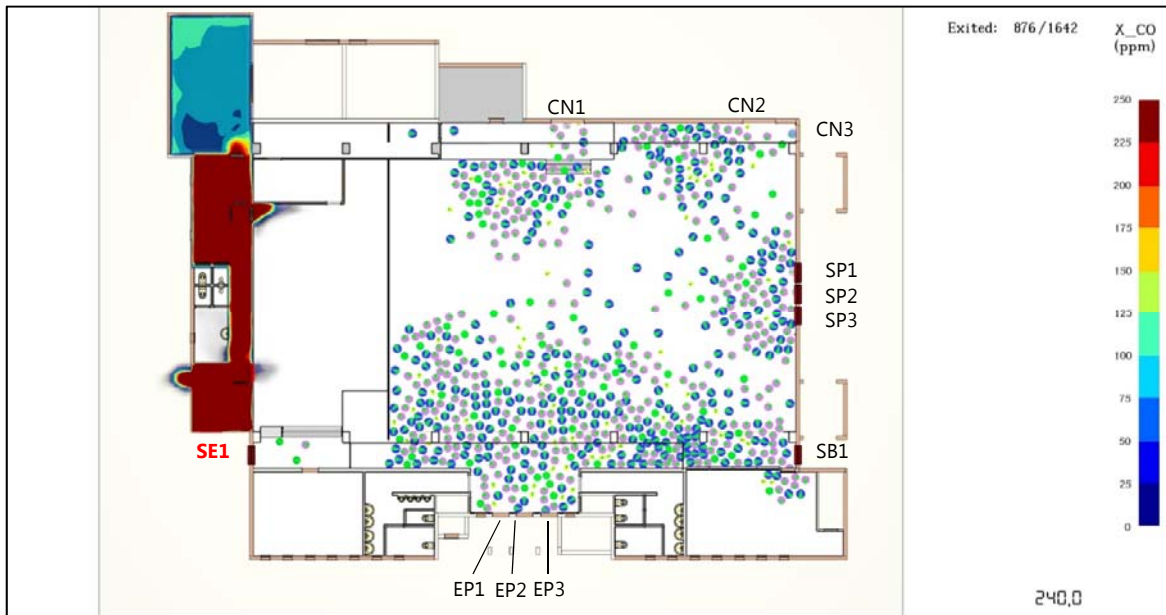 Exited: 876/1642
X_CO
(ppm)
250
200
175
150
125
100
75
50
25
0
CN1
CN2
CN3
SP1
SP2
SP3
SE1
SB1
EP1 EP2 EP3
240,0